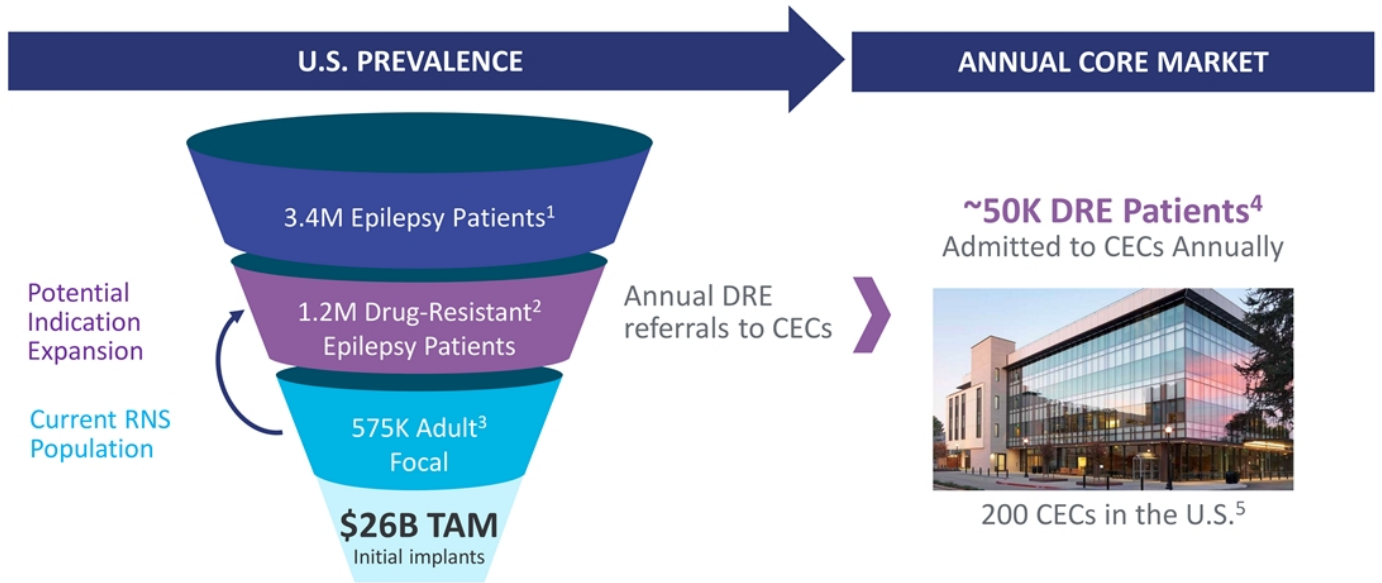 U.S. PREVALENCE
ANNUAL CORE MARKET
3.4M Epilepsy Patients¹
1.2M Drug-Resistant²
Epilepsy Patients
575K Adult³
Focal
$26B TAM
Initial implants
Potential
Indication
Expansion
Current RNS
Population
Annual DRE
referrals to CECs
~50K DRE Patients⁴
Admitted to CECs Annually
200 CECs in the U.S.⁵